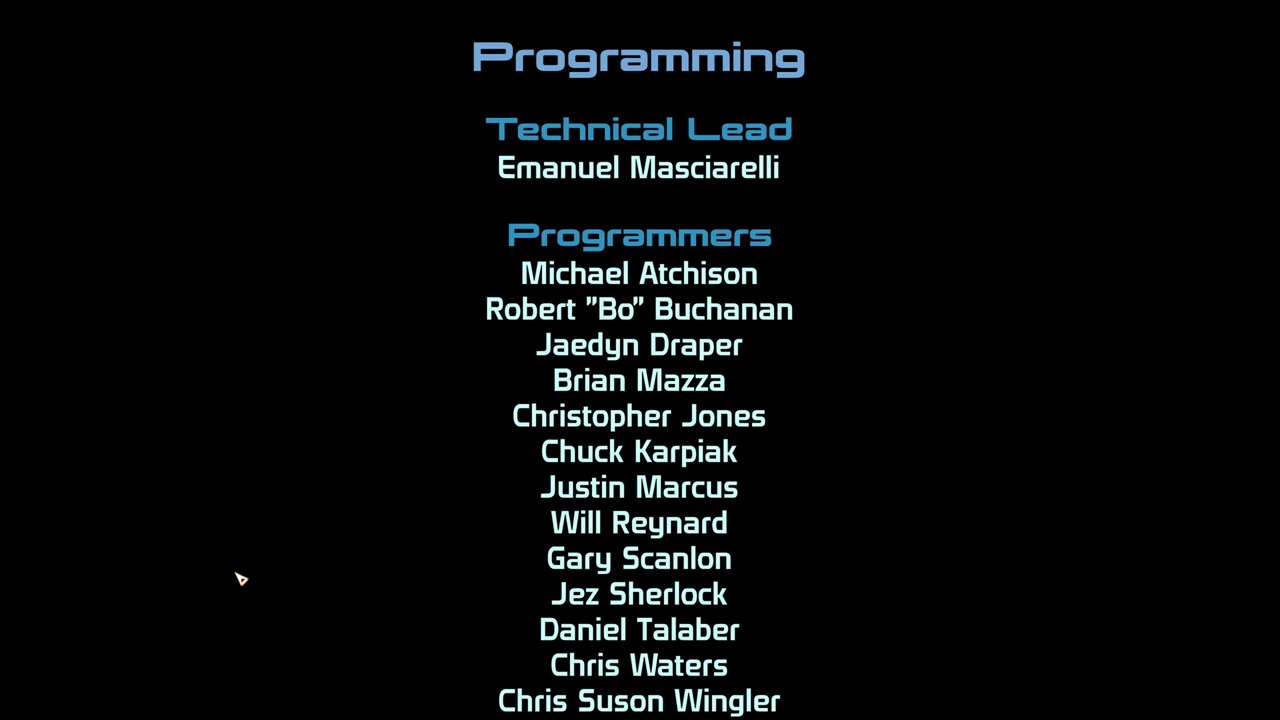 Programming
Technical Lead
Emanuel Masciarelli
Programmers
Michael Atchison
Robert "Bo" Buchanan
Jaedyn Draper
Brian Mazza
Christopher Jones
Chuck Karpiak
Justin Marcus
Will Reynard
Gary Scanlon
Jez Sherlock
Daniel Talaber
Chris Waters
Chris Suson Wingler